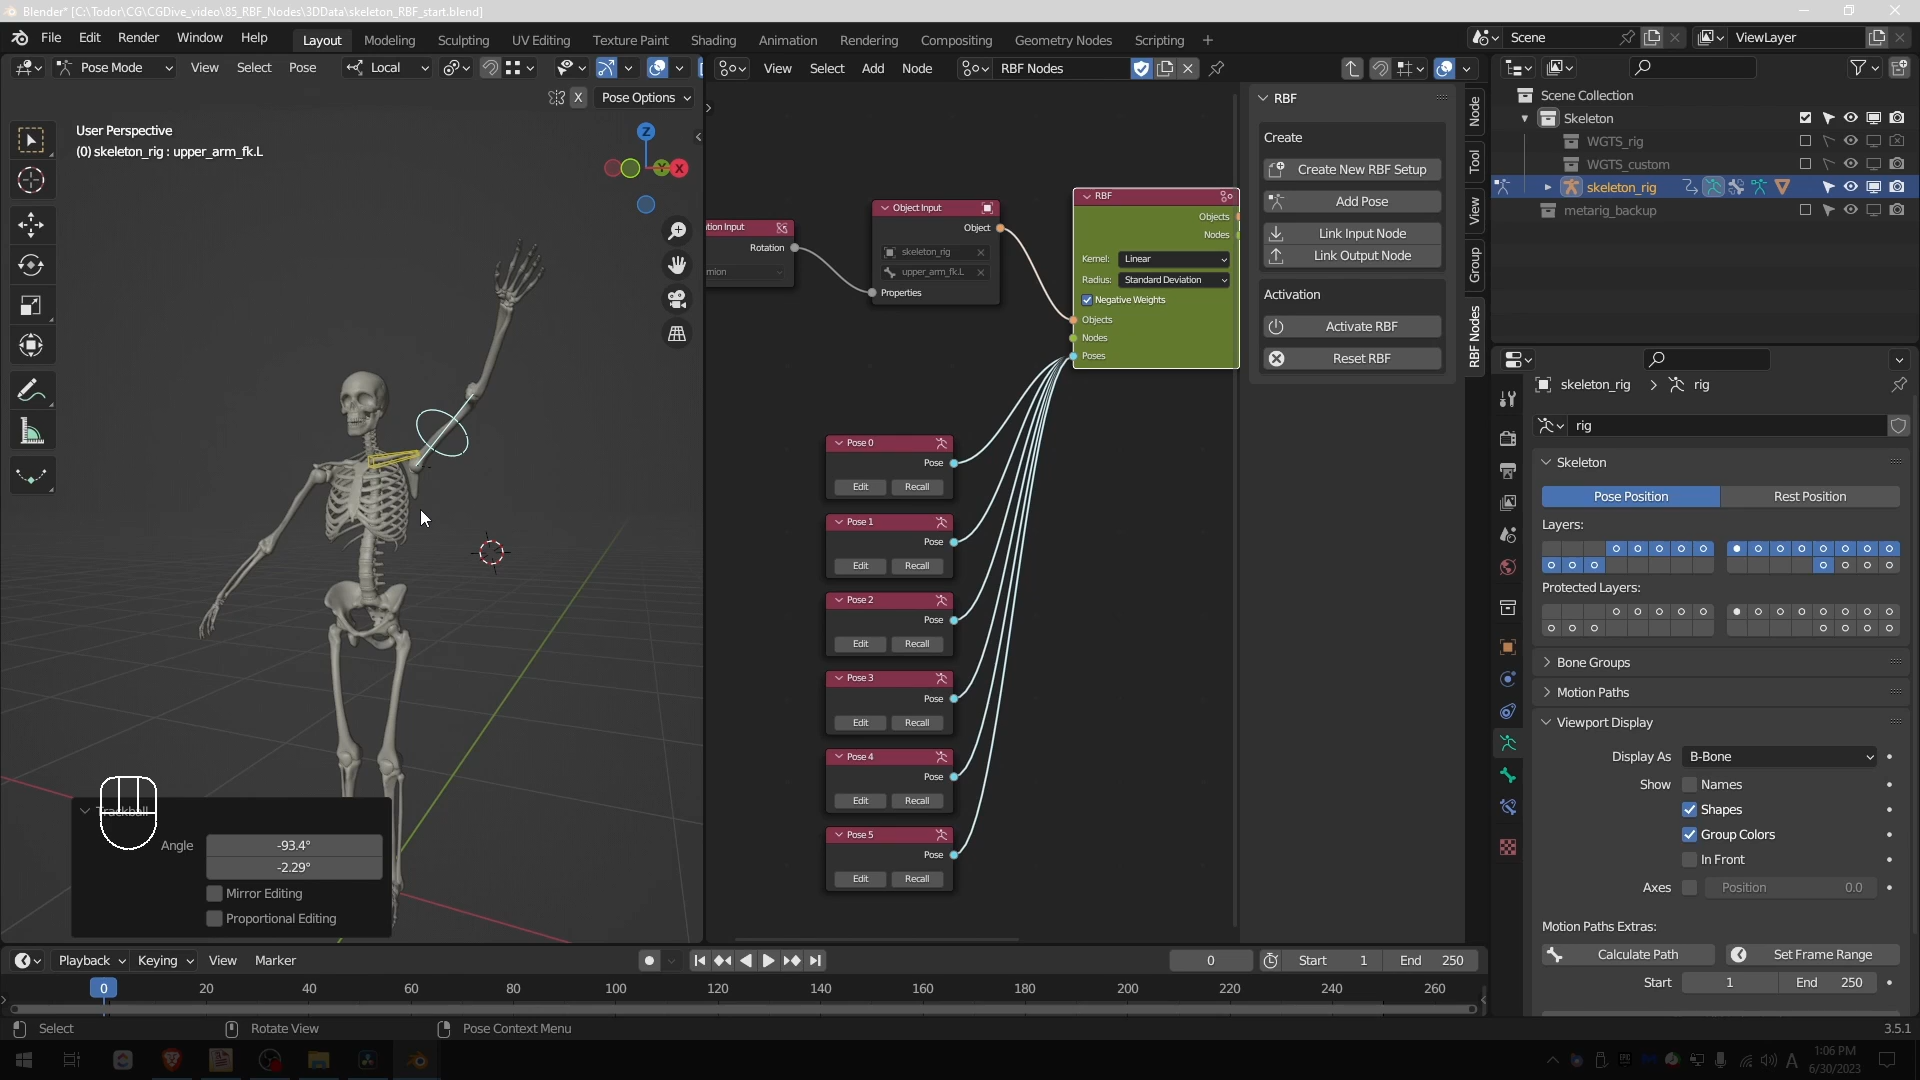 Blender* [C:\Todor\CG\CGDive_video\85_RBF_Nodes\3DData\skeleton_RBF_start.blend]
File Edit Render Window Help
Layout Modeling Sculpting UV Editing Texture Paint Shading Animation Rendering Compositing Geometry Nodes Scripting +
Scene
ViewLayer
Pose Mode View Select Pose Local
View Select Add Node RBF Nodes
X Pose Options
User Perspective
(0) skeleton_rig : upper_arm_fk.L
Z
X
Trackball
Angle -93.4°
-2.29°
Mirror Editing
Proportional Editing
tion Input
Rotation
rnion
Object Input
Object
skeleton_rig
upper_arm_fk.L
Properties
RBF
Objects
Nodes
Kernel: Linear
Radius: Standard Deviation
Negative Weights
Objects
Nodes
Poses
Pose 0
Pose
Edit Recall
Pose 1
Pose
Edit Recall
Pose 2
Pose
Edit Recall
Pose 3
Pose
Edit Recall
Pose 4
Pose
Edit Recall
Pose 5
Pose
Edit Recall
RBF
Create
Create New RBF Setup
Add Pose
Link Input Node
Link Output Node
Activation
Activate RBF
Reset RBF
Node
Tool
View
Group
RBF Nodes
Scene Collection
Skeleton
WGTS_rig
WGTS_custom
skeleton_rig
metarig_backup
skeleton_rig > rig
rig
Skeleton
Pose Position Rest Position
Layers:
Protected Layers:
Bone Groups
Motion Paths
Viewport Display
Display As B-Bone
Show Names
Shapes
Group Colors
In Front
Axes Position 0.0
Motion Paths Extras:
Calculate Path Set Frame Range
Start 1 End 250
Playback Keying View Marker
0 Start 1 End 250
0 20 40 60 80 100 120 140 160 180 200 220 240 260
Select Rotate View Pose Context Menu 3.5.1
A 1:06 PM
6/30/2023